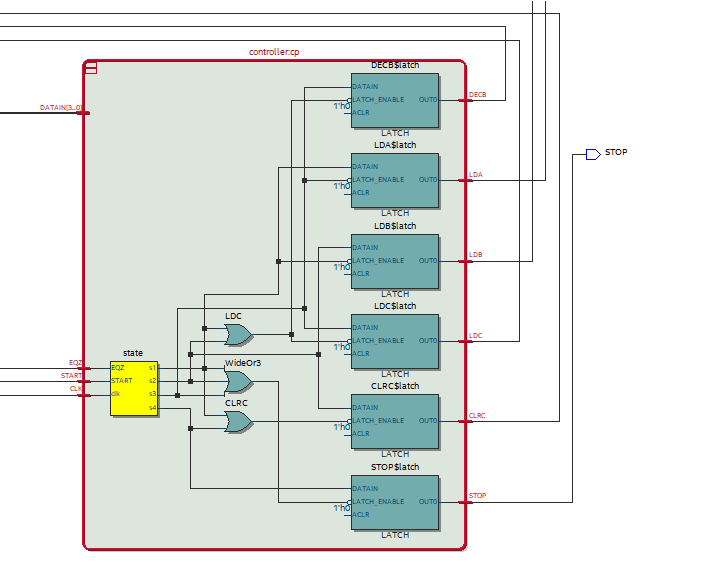 controller:cp
DECB$latch
DATAIN
LATCH_ENABLE OUT0
1'h0
ACLR
LATCH
DECB
DATAIN[3..0]
LDA$latch
DATAIN
LATCH_ENABLE OUT0
1'h0
ACLR
LATCH
LDA
STOP
LDB$latch
DATAIN
LATCH_ENABLE OUT0
1'h0
ACLR
LATCH
LDB
LDC$latch
DATAIN
LATCH_ENABLE OUT0
1'h0
ACLR
LATCH
LDC
LDC
state
EQZ
START
CLK
EQZ s1
START s2
clk s3
s4
WideOr3
CLRC
CLRC$latch
DATAIN
LATCH_ENABLE OUT0
1'h0
ACLR
LATCH
CLRC
STOP$latch
DATAIN
LATCH_ENABLE OUT0
1'h0
ACLR
LATCH
STOP